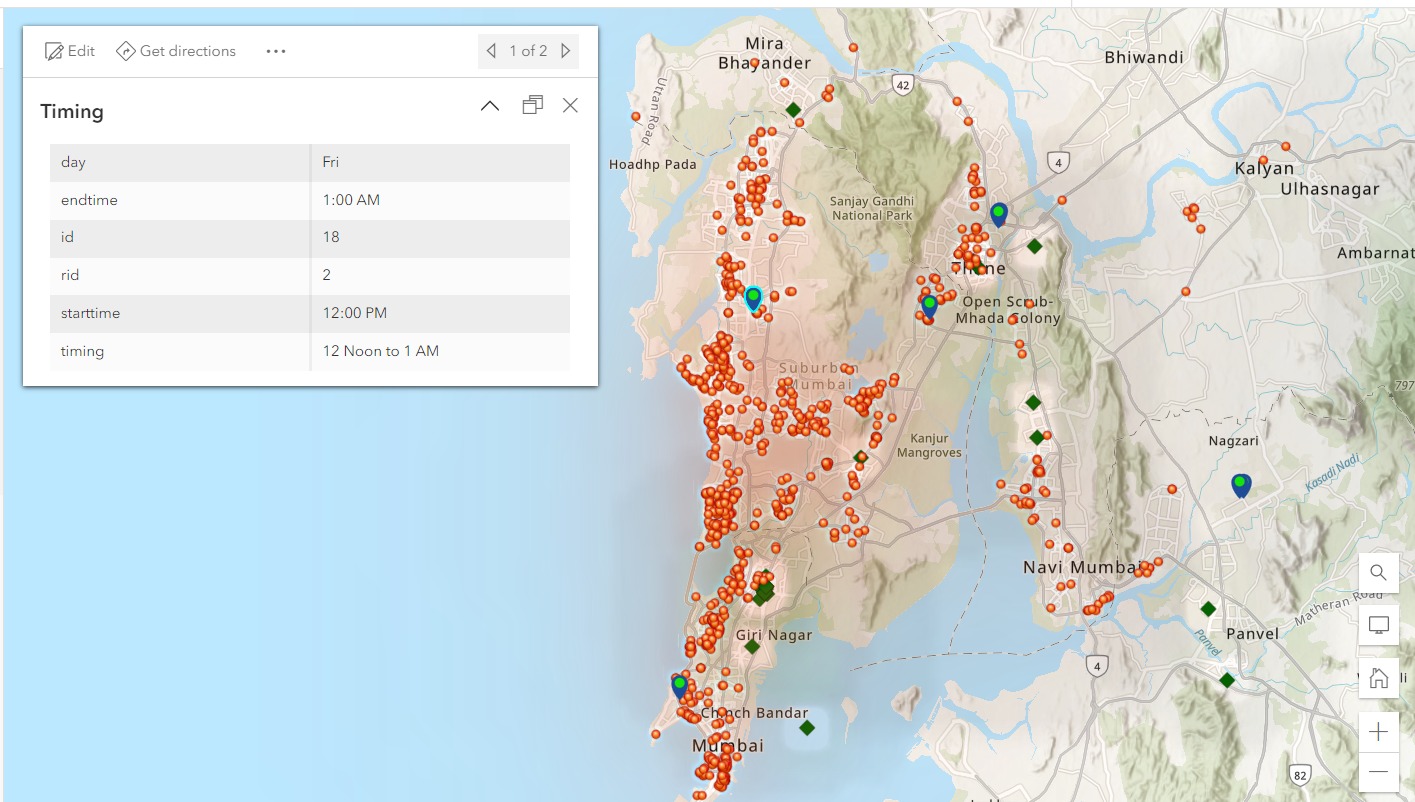 Edit
Get directions
1 of 2
Timing
day Fri
endtime 1:00 AM
id 18
rid 2
starttime 12:00 PM
timing 12 Noon to 1 AM
Mira
Bhayander
Bhiwandi
42
Uttan Road
4
Hoadhp Pada
Kalyan
Ulhasnagar
Sanjay Gandhi
National Park
Ambarnat
Thane
Open Scrub-
Mhada Colony
Suburban
Mumbai
797
Kanjur
Mangroves
Nagzari
Kasadi Nadi
Navi Mumbai
Matheran Road
Giri Nagar
Panvel
Panvel
4
li
Chinch Bandar
Mumbai
82